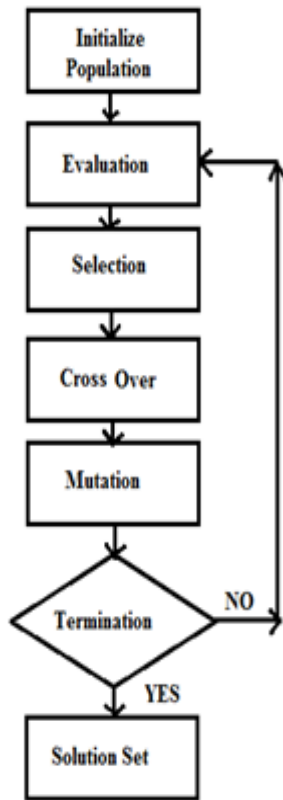 Initialize
Population
Evaluation
Selection
Cross Over
Mutation
Termination
NO
YES
Solution Set